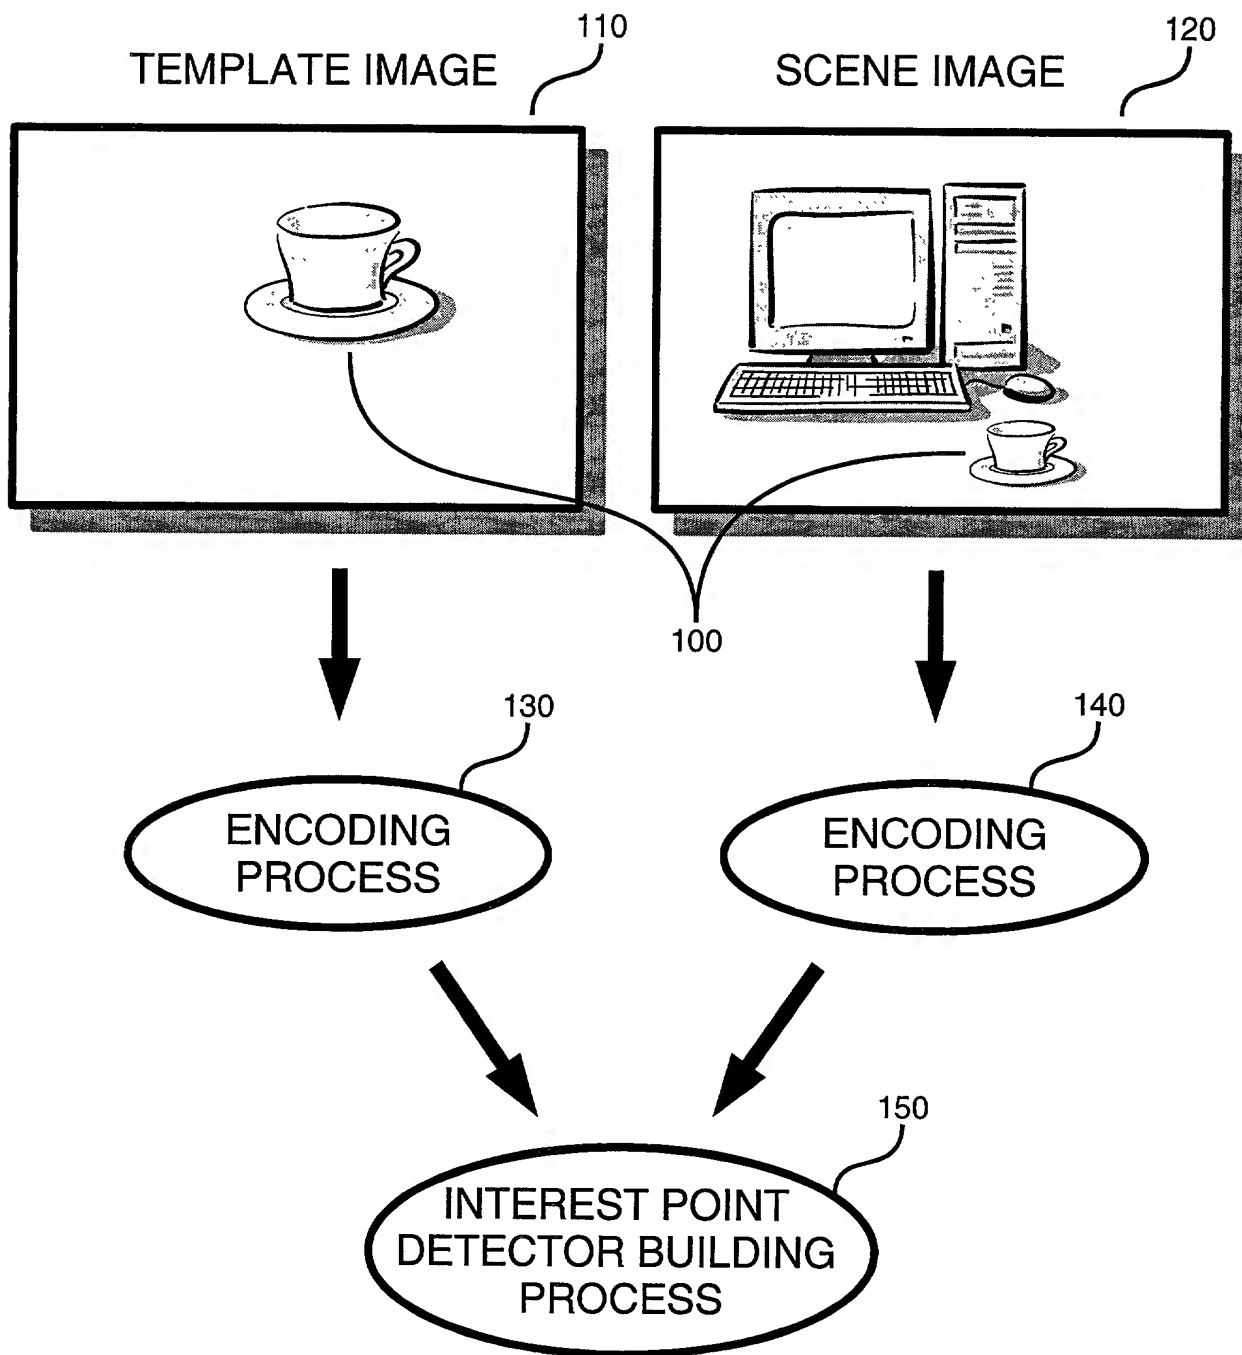 110
TEMPLATE IMAGE
120
SCENE IMAGE
100
130
ENCODING
PROCESS
140
ENCODING
PROCESS
150
INTEREST POINT
DETECTOR BUILDING
PROCESS